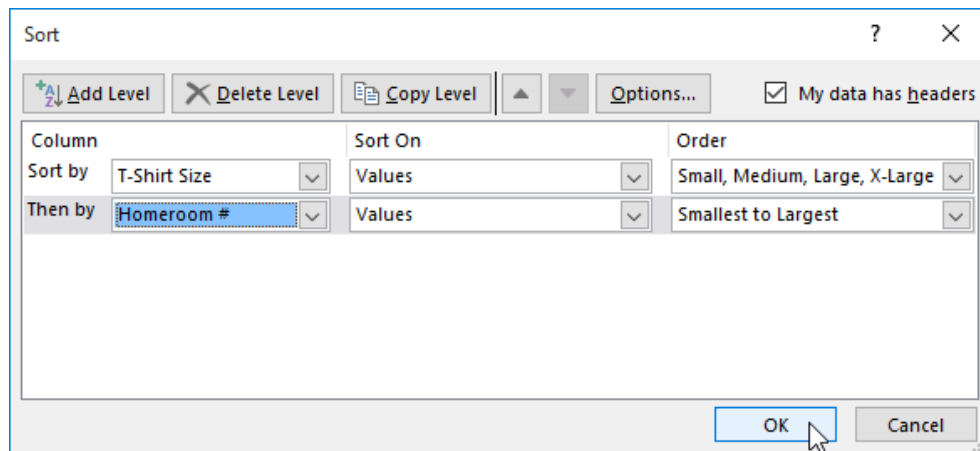 Sort ?
Add Level Delete Level Copy Level Options... My data has headers
Column Sort On Order
Sort by T-Shirt Size Values Small, Medium, Large, X-Large
Then by Homeroom # Values Smallest to Largest
OK Cancel